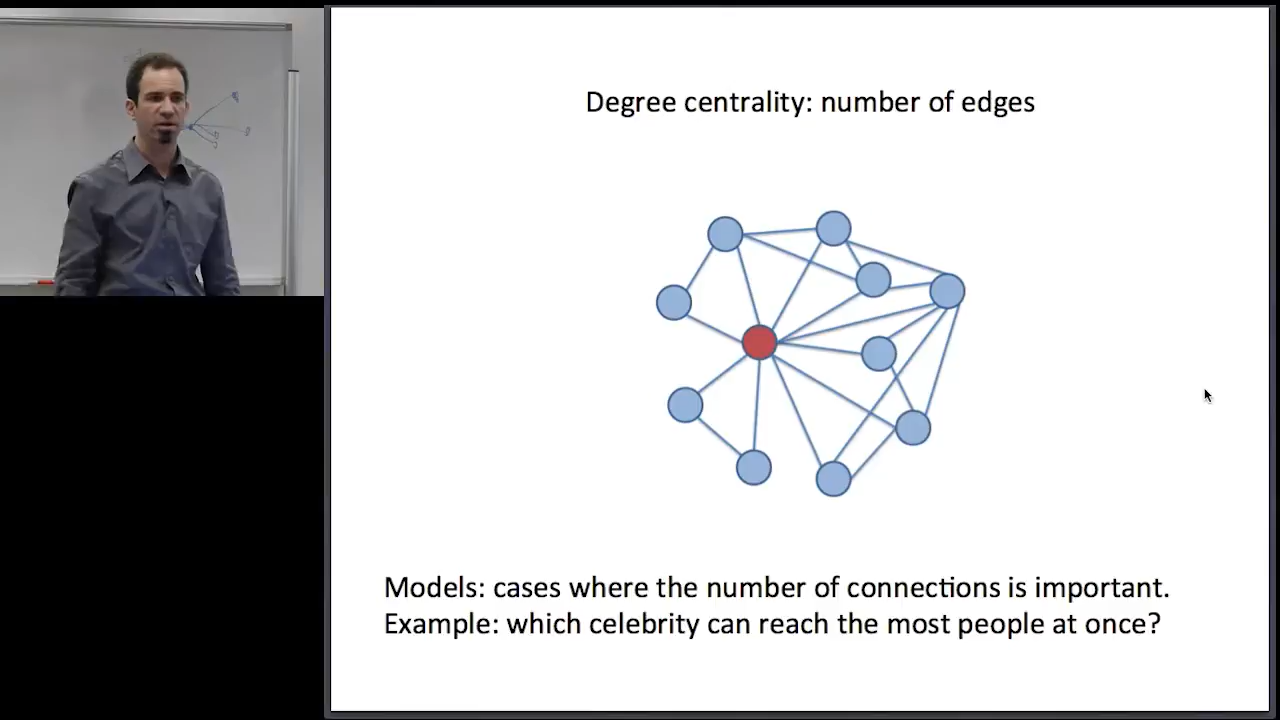 Degree centrality: number of edges
Models: cases where the number of connections is important.
Example: which celebrity can reach the most people at once?